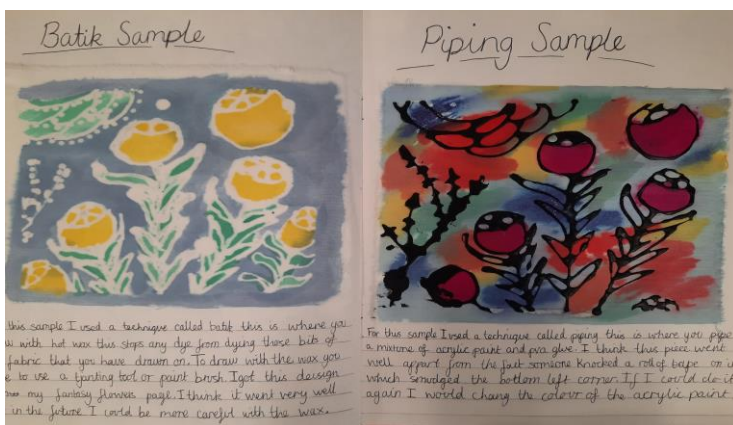 Batik Sample
this sample I used a technique called batik this is where you
with hot wax this stops any dye from dying those bits of
fabric that you have drawn on. To draw with the wax you
to use a tjanting tool or paint brush. I got this design
my fantasy flowers page. I think it went very well
in the future I could be more careful with the wax.
Piping Sample
For this sample I used a technique called piping this is where you pipe
a mixture of acrylic paint and pva glue. I think this piece went
well appart from the fact someone knocked a roll of tape on
which smudged the bottom left corner. If I could do it
again I would chang the colour of the acrylic paint